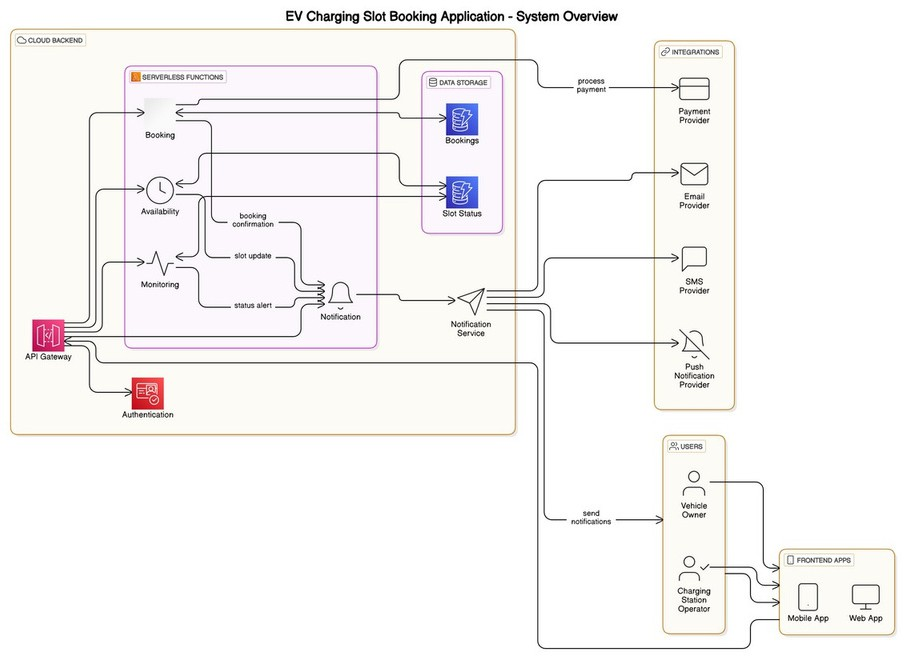 EV Charging Slot Booking Application - System Overview
CLOUD BACKEND
SERVERLESS FUNCTIONS
Booking
Availability
Monitoring
booking
confirmation
slot update
status alert
Notification
DATA STORAGE
Bookings
Slot Status
API Gateway
Authentication
Notification
Service
process
payment
INTEGRATIONS
Payment
Provider
Email
Provider
SMS
Provider
Push
Notification
Provider
send
notifications
USERS
Vehicle
Owner
Charging
Station
Operator
FRONTEND APPS
Mobile App
Web App